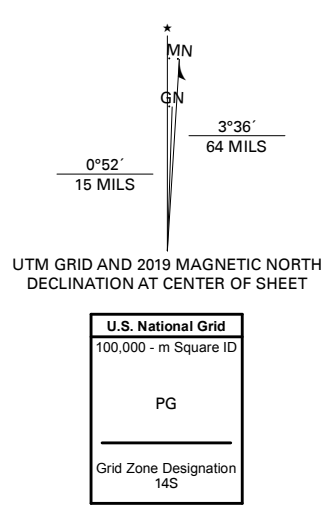 MN
GN
3°36´
64 MILS
0°52´
15 MILS
UTM GRID AND 2019 MAGNETIC NORTH
DECLINATION AT CENTER OF SHEET
U.S. National Grid
100,000 - m Square ID
PG
Grid Zone Designation
14S